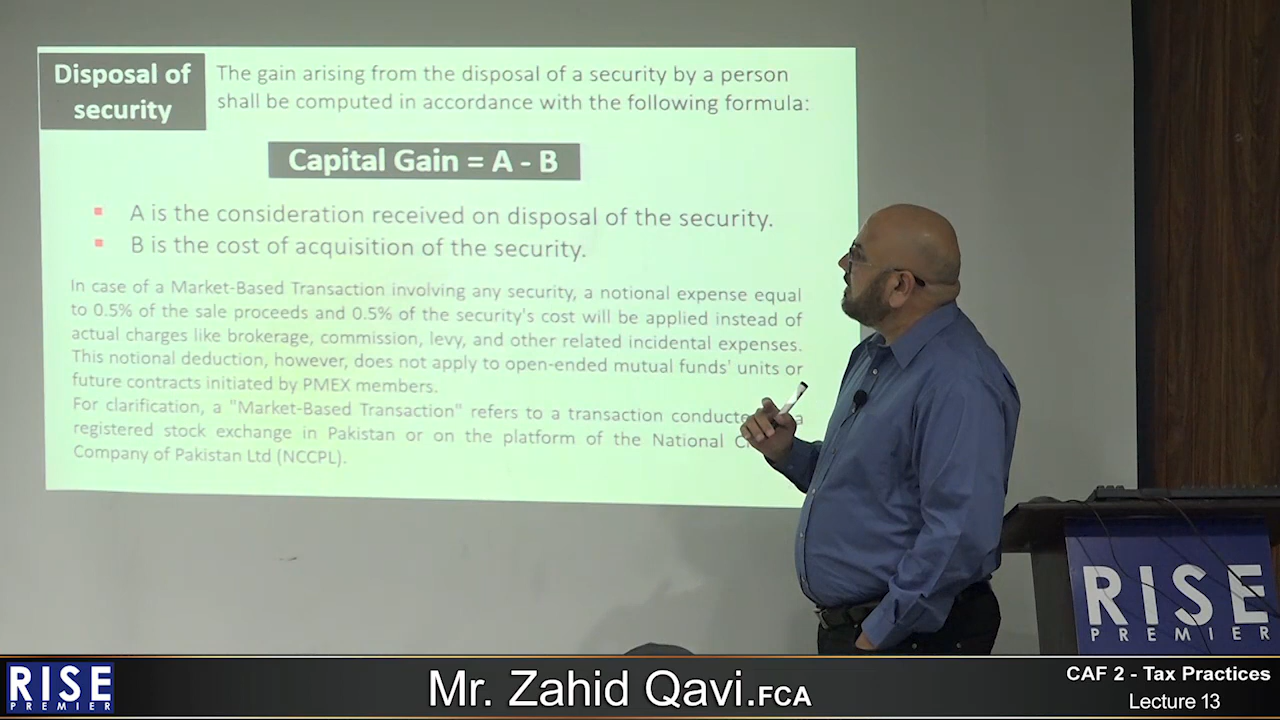 Disposal of
security
The gain arising from the disposal of a security by a person
shall be computed in accordance with the following formula:
Capital Gain = A - B
A is the consideration received on disposal of the security.
B is the cost of acquisition of the security.
In case of a Market-Based Transaction involving any security, a notional expense equal
to 0.5% of the sale proceeds and 0.5% of the security's cost will be applied instead of
actual charges like brokerage, commission, levy, and other related incidental expenses.
This notional deduction, however, does not apply to open-ended mutual funds' units or
future contracts initiated by PMEX members.
For clarification, a "Market-Based Transaction" refers to a transaction a
registered stock exchange in Pakistan or on the platform of the National
Company of Pakistan Ltd (NCCPL).
RISE
PREMIER
RISE
PREMIER
Mr. Zahid Qavi.FCA
CAF 2 - Tax Practices
Lecture 13